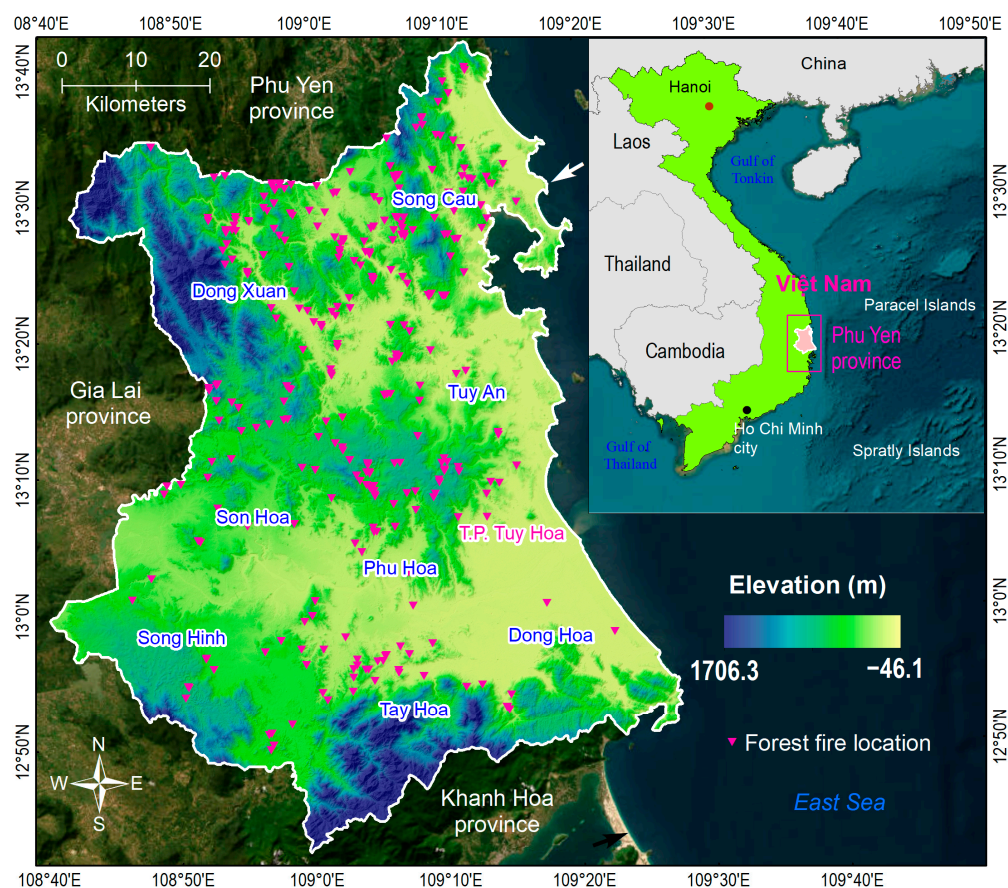 108°40'E
108°50'E
109°0'E
109°10'E
109°20'E
109°30'E
109°40'E
109°50'E
13°40'N
13°30'N
13°20'N
13°10'N
13°0'N
12°50'N
0 10 20
Kilometers
Phu Yen
province
Song Cau
Dong Xuan
Gia Lai
province
Tuy An
Son Hoa
T.P. Tuy Hoa
Phu Hoa
Song Hinh
Dong Hoa
Tay Hoa
Khanh Hoa
province
N
W E
S
China
Hanoi
Laos
Gulf of
Tonkin
Thailand
Việt Nam
Paracel Islands
Phu Yen
province
Cambodia
Ho Chi Minh
city
Gulf of
Thailand
Spratly Islands
13°30'N
13°20'N
13°10'N
13°0'N
12°50'N
Elevation (m)
1706.3 −46.1
Forest fire location
East Sea
108°40'E
108°50'E
109°0'E
109°10'E
109°20'E
109°30'E
109°40'E